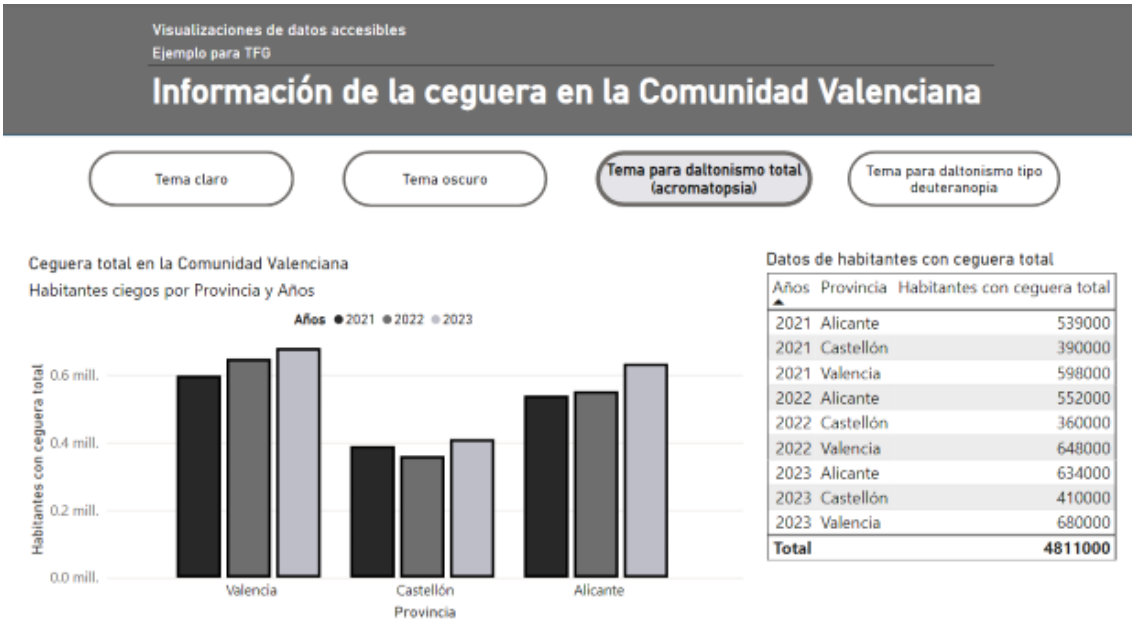 Visualizaciones de datos accesibles
Ejemplo para TFG
Información de la ceguera en la Comunidad Valenciana
Tema claro
Tema oscuro
Tema para daltonismo total
(acromatopsia)
Tema para daltonismo tipo
deuteranopia
Ceguera total en la Comunidad Valenciana
Habitantes ciegos por Provincia y Años
Años 2021 2022 2023
Habitantes con ceguera total
0.6 mill.
0.4 mill.
0.2 mill.
0.0 mill.
Valencia Castellón Alicante
Provincia
Datos de habitantes con ceguera total
Años Provincia Habitantes con ceguera total
2021 Alicante 539000
2021 Castellón 390000
2021 Valencia 598000
2022 Alicante 552000
2022 Castellón 360000
2022 Valencia 648000
2023 Alicante 634000
2023 Castellón 410000
2023 Valencia 680000
Total 4811000